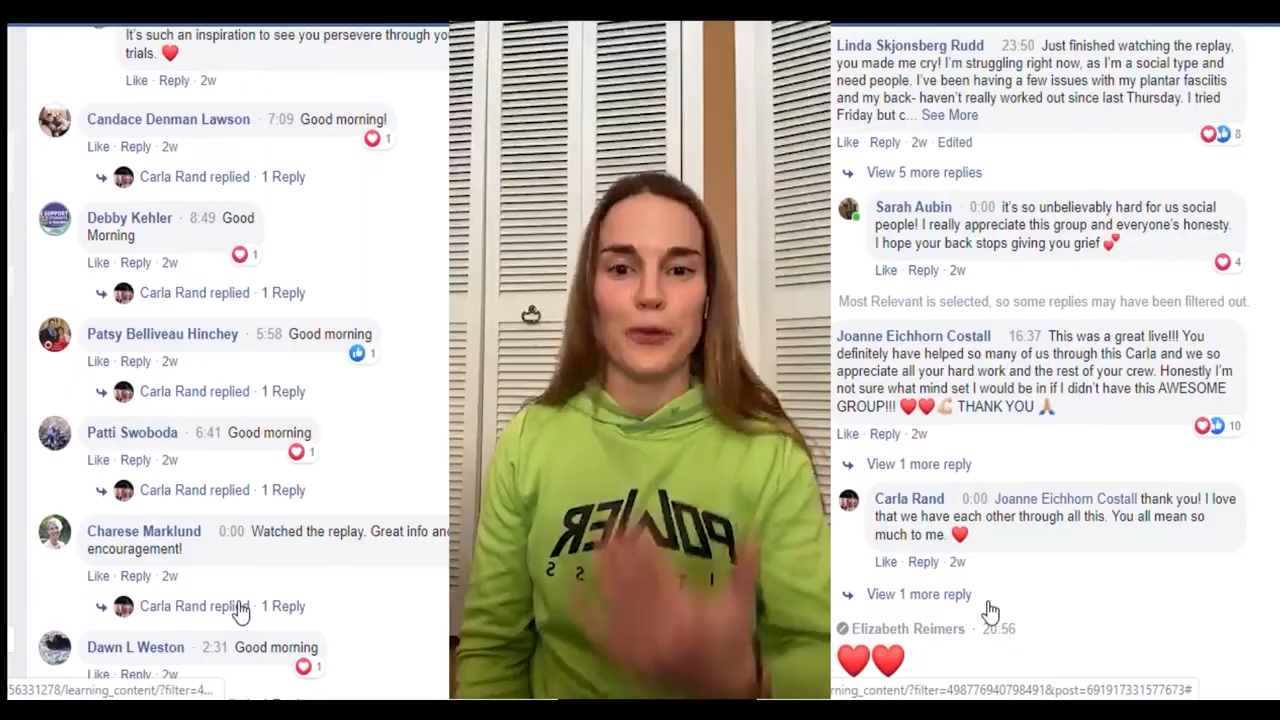 It's such an inspiration to see you persevere through yo
trials. ❤️
Like · Reply · 2w
Candace Denman Lawson · 7:09 Good morning!
1
Like · Reply · 2w
Carla Rand replied · 1 Reply
Debby Kehler · 8:49 Good
Morning
1
Like · Reply · 2w
Carla Rand replied · 1 Reply
Patsy Belliveau Hinchey · 5:58 Good morning
1
Like · Reply · 2w
Carla Rand replied · 1 Reply
Patti Swoboda · 6:41 Good morning
1
Like · Reply · 2w
Carla Rand replied · 1 Reply
Charese Marklund · 0:00 Watched the replay. Great info and
encouragement!
Like · Reply · 2w
Carla Rand replied · 1 Reply
Dawn L Weston · 2:31 Good morning
1
Like · Reply · 2w
56331278/learning_content/?filter=4...
POWER
Linda Skjonsberg Rudd · 23:50 Just finished watching the replay,
you made me cry! I'm struggling right now, as I'm a social type and
need people. I've been having a few issues with my plantar fasciitis
and my back- haven't really worked out since last Thursday. I tried
Friday but c... See More
8
Like · Reply · 2w · Edited
View 5 more replies
Sarah Aubin · 0:00 it's so unbelievably hard for us social
people! I really appreciate this group and everyone's honesty.
I hope your back stops giving you grief 💕
4
Like · Reply · 2w
Most Relevant is selected, so some replies may have been filtered out.
Joanne Eichhorn Costall · 16:37 This was a great live!!! You
definitely have helped so many of us through this Carla and we so
appreciate all your hard work and the rest of your crew. Honestly I'm
not sure what mind set I would be in if I didn't have this AWESOME
GROUP!!! ❤️❤️💪🏼 THANK YOU 🙏🏼
10
Like · Reply · 2w
View 1 more reply
Carla Rand · 0:00 Joanne Eichhorn Costall thank you! I love
that we have each other through all this. You all mean so
much to me. ❤️
Like · Reply · 2w
View 1 more reply
Elizabeth Reimers · 20:56
❤️❤️
rning_content/?filter=498776940798491&post=691917331577673#